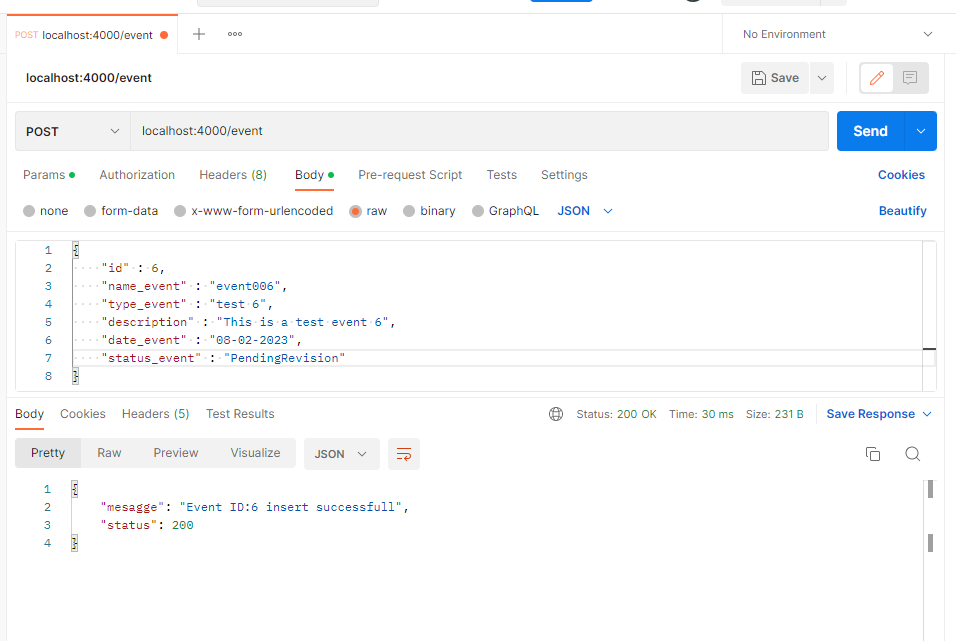 POST localhost:4000/event
No Environment
localhost:4000/event
Save
POST localhost:4000/event Send
Params Authorization Headers (8) Body Pre-request Script Tests Settings Cookies
none form-data x-www-form-urlencoded raw binary GraphQL JSON Beautify
1 {
2 "id" : 6,
3 "name_event" : "event006",
4 "type_event" : "test 6",
5 "description" : "This is a test event 6",
6 "date_event" : "08-02-2023",
7 "status_event" : "PendingRevision"
8 }
Body Cookies Headers (5) Test Results Status: 200 OK Time: 30 ms Size: 231 B Save Response
Pretty Raw Preview Visualize JSON
1 {
2 "mesagge": "Event ID:6 insert successfull",
3 "status": 200
4 }